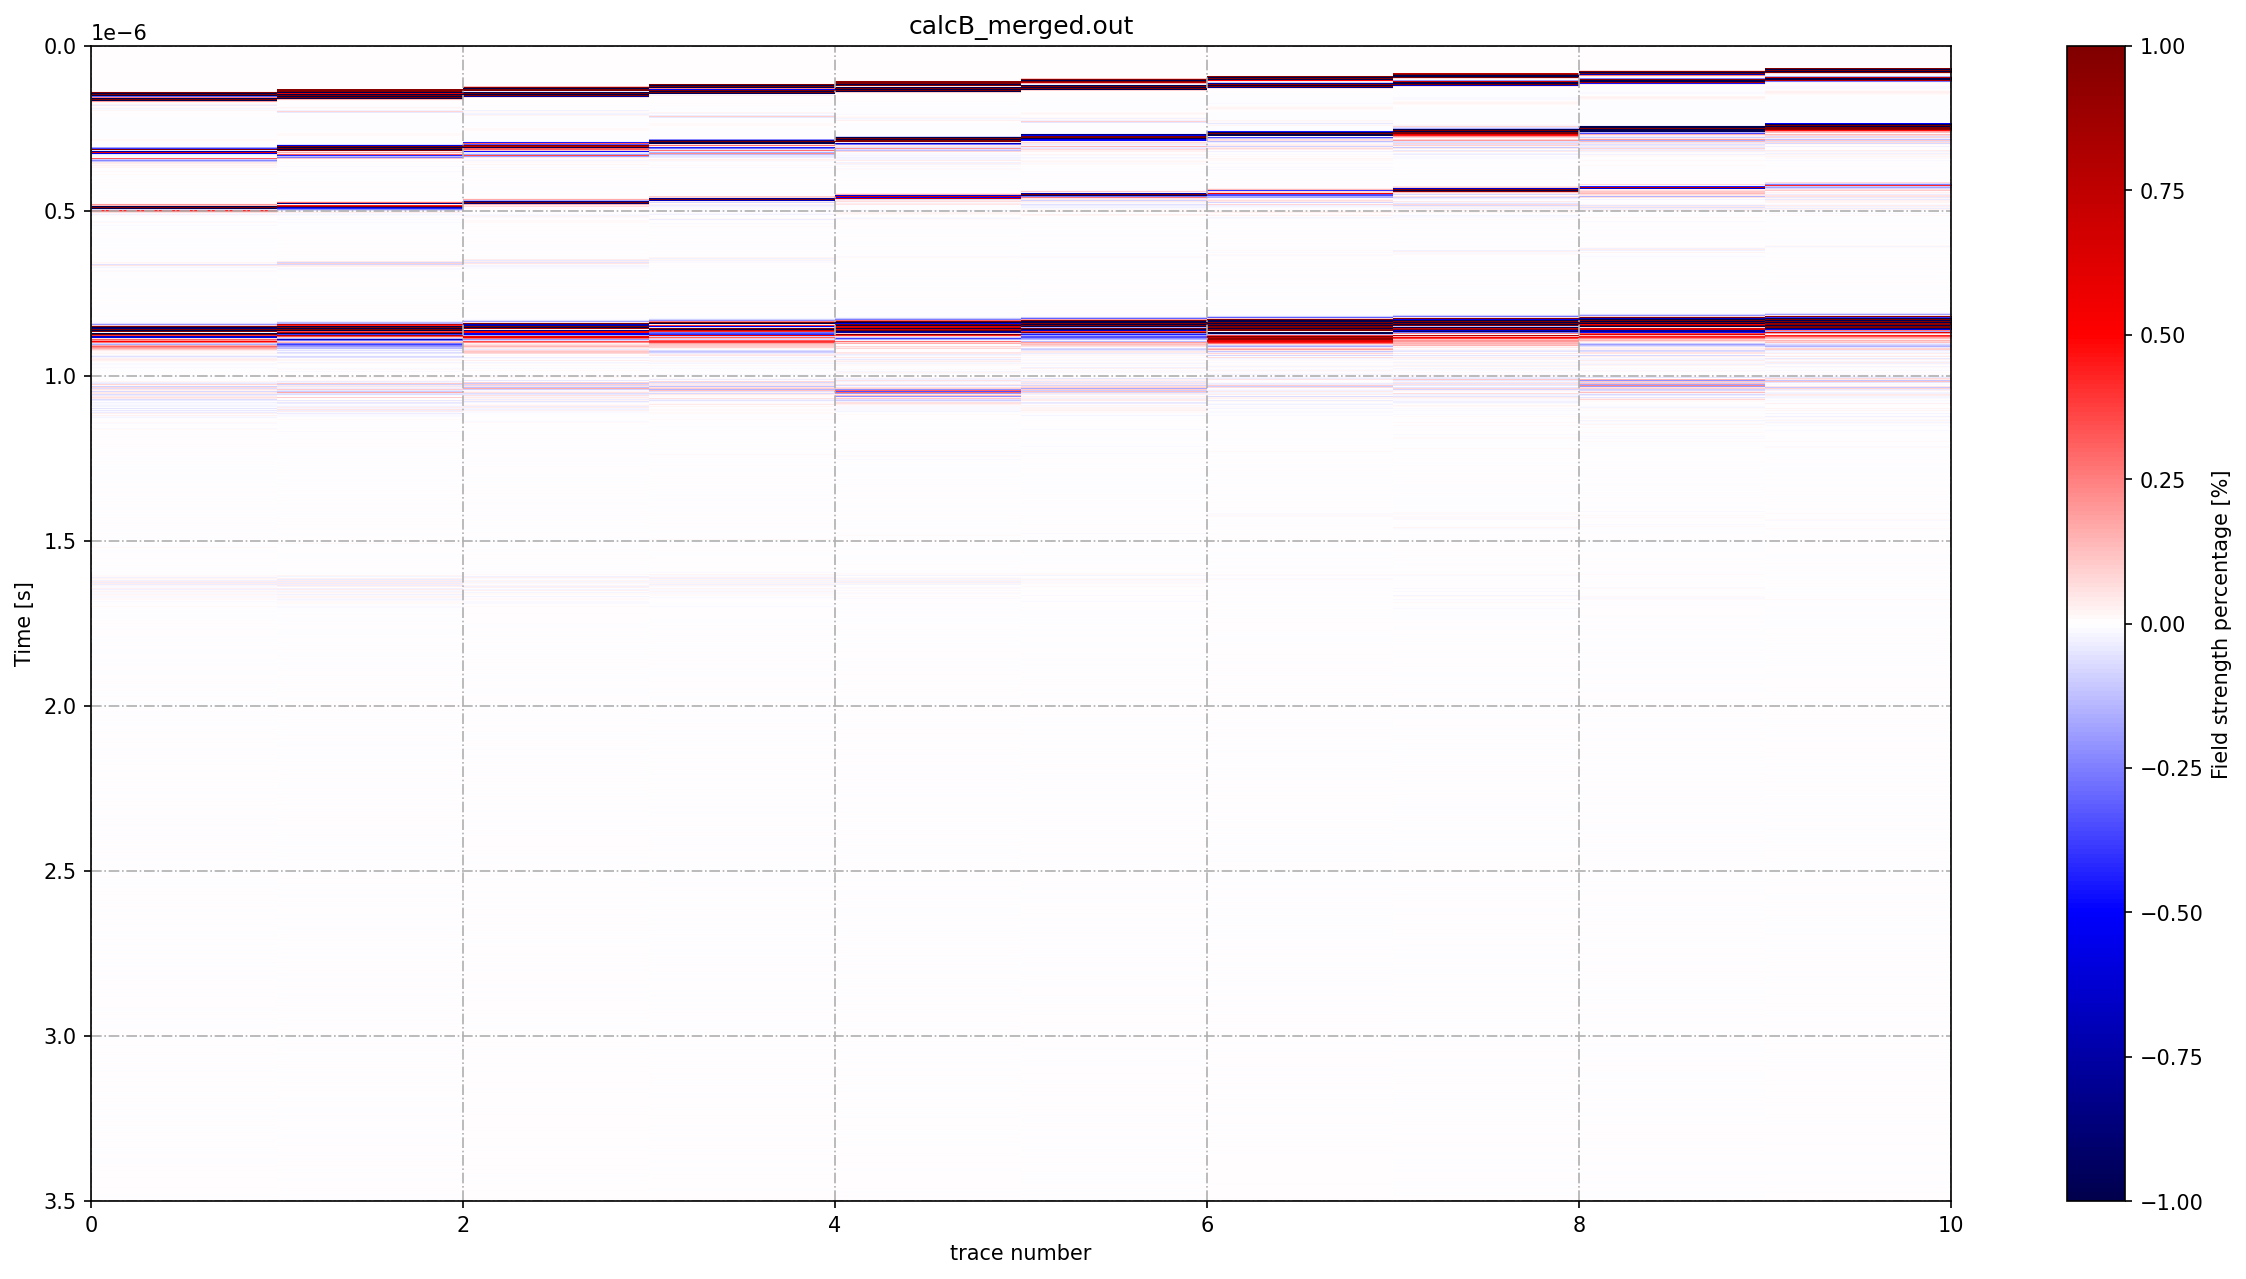 calcB_merged.out
1e−6
0.0
0.5
1.0
1.5
2.0
2.5
3.0
3.5
Time [s]
0 2 4 6 8 10
trace number
1.00
0.75
0.50
0.25
0.00
−0.25
−0.50
−0.75
−1.00
Field strength percentage [%]